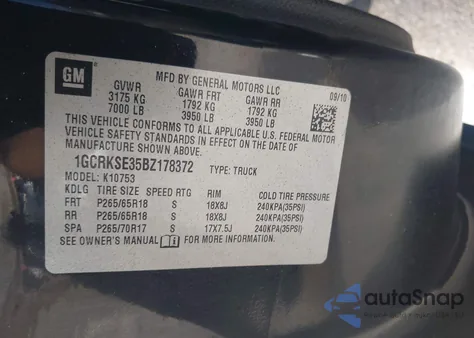 GM
MFD BY GENERAL MOTORS LLC
GVWR GAWR FRT GAWR RR 09/10
3175 KG 1792 KG 1792 KG
7000 LB 3950 LB 3950 LB
THIS VEHICLE CONFORMS TO ALL APPLICABLE U.S. FEDERAL MOTOR
VEHICLE SAFETY STANDARDS IN EFFECT ON THE DATE OF
MANUFACTURE SHOWN ABOVE.
1GCRKSE35BZ178372 TYPE: TRUCK
MODEL: K10753
KDLG TIRE SIZE SPEED RTG RIM COLD TIRE PRESSURE
FRT P265/65R18 S 18X8J 240KPA(35PSI)
RR P265/65R18 S 18X8J 240KPA(35PSI)
SPA P265/70R17 S 17X7.5J 240KPA(35PSI)
SEE OWNER'S MANUAL FOR MORE INFORMATION
autoSnap